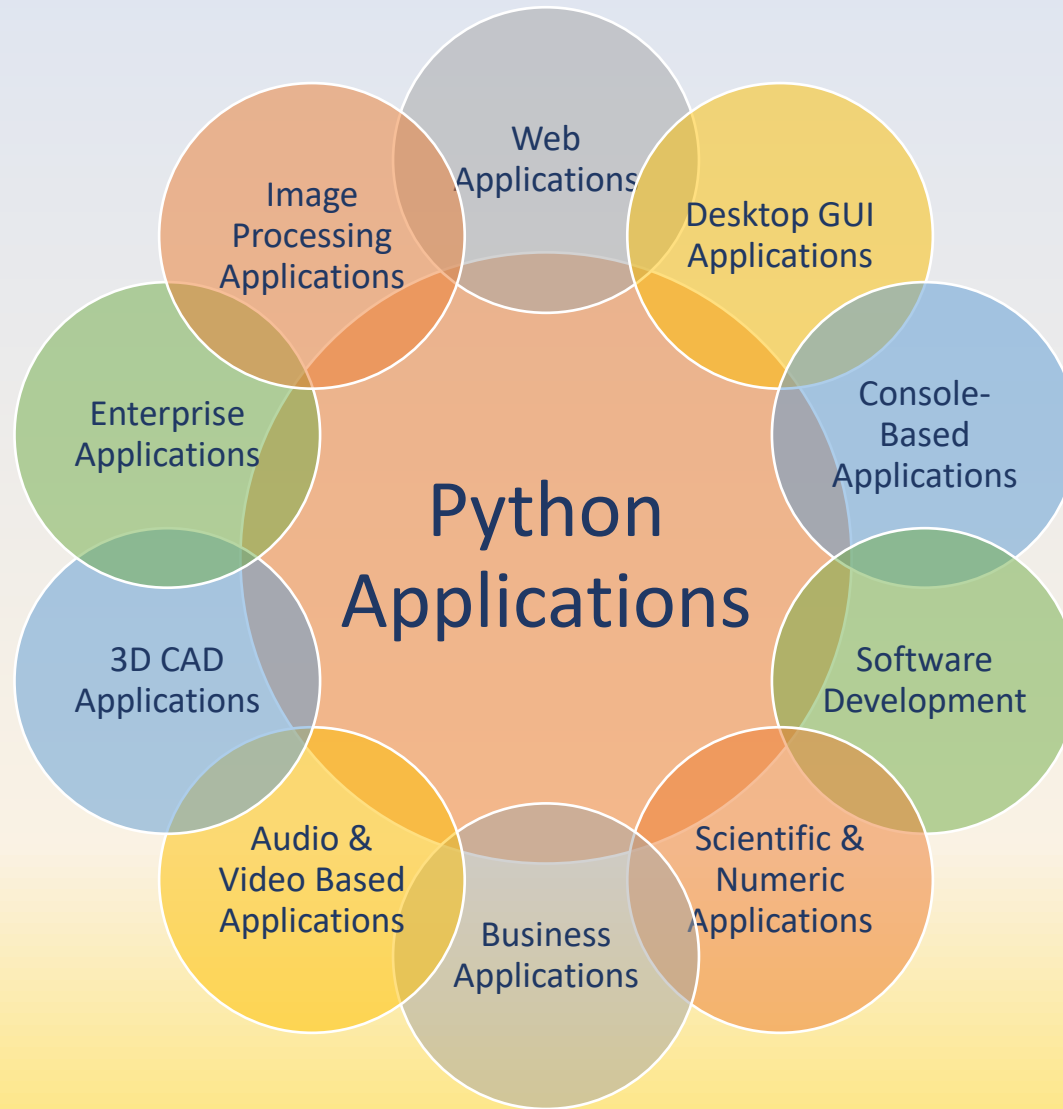 Python
Applications
Web
Applications
Desktop GUI
Applications
Console-
Based
Applications
Software
Development
Scientific &
Numeric
Applications
Business
Applications
Audio &
Video Based
Applications
3D CAD
Applications
Enterprise
Applications
Image
Processing
Applications